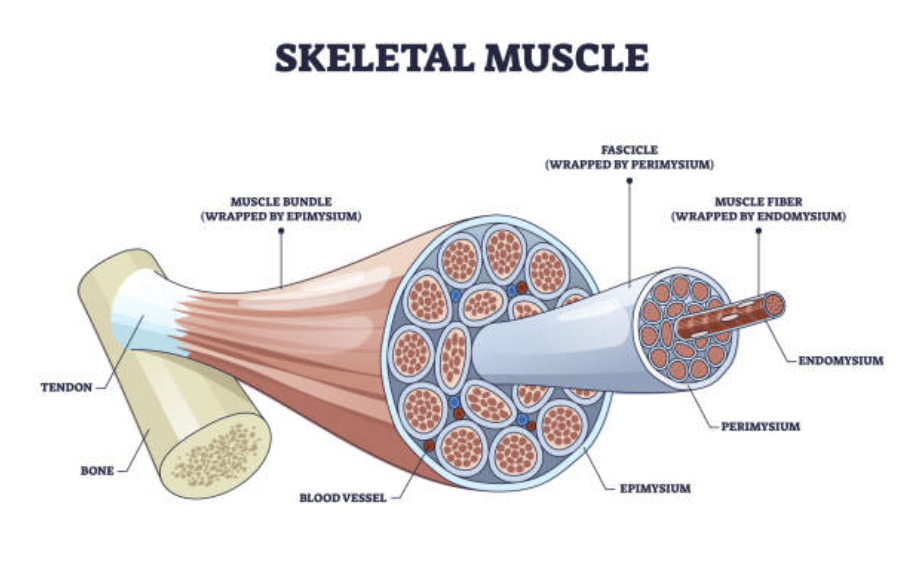 SKELETAL MUSCLE
FASCICLE
(WRAPPED BY PERIMYSIUM)
MUSCLE BUNDLE
(WRAPPED BY EPIMYSIUM)
MUSCLE FIBER
(WRAPPED BY ENDOMYSIUM)
ENDOMYSIUM
TENDON
PERIMYSIUM
BONE
EPIMYSIUM
BLOOD VESSEL